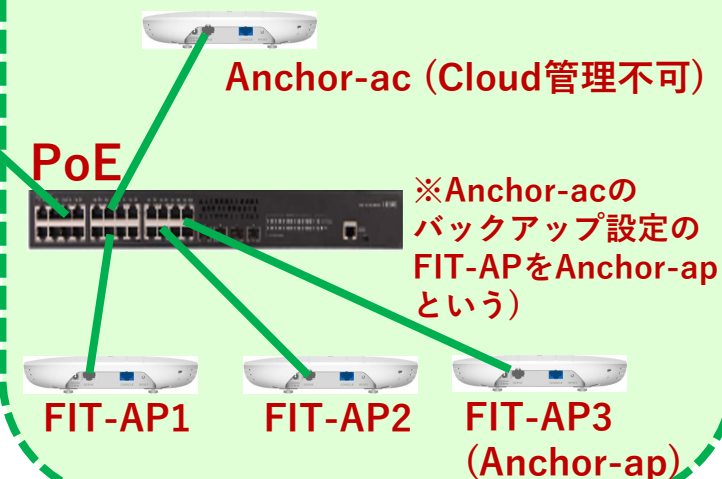 Anchor-ac (Cloud管理不可)
PoE
※Anchor-acの
バックアップ設定の
FIT-APをAnchor-ap
という)
FIT-AP1
FIT-AP2
FIT-AP3
(Anchor-ap)